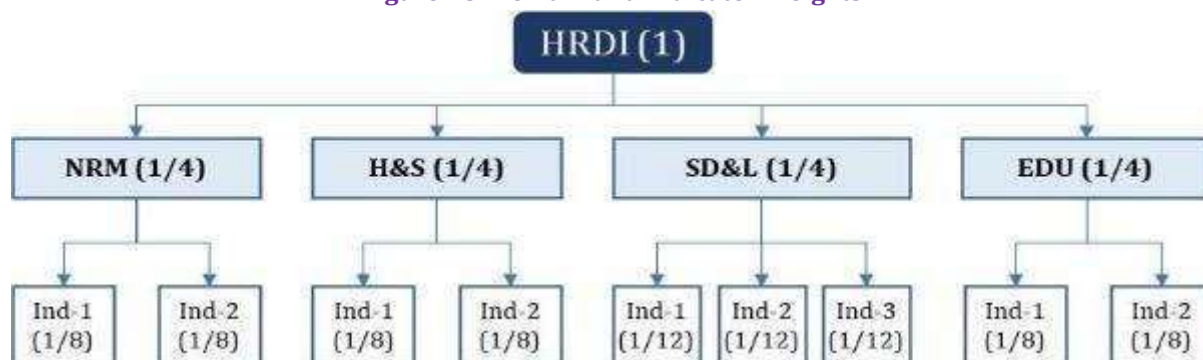 HRDI (1)
NRM (1/4) H&S (1/4) SD&L (1/4) EDU (1/4)
Ind-1 Ind-2 Ind-1 Ind-2 Ind-1 Ind-2 Ind-3 Ind-1 Ind-2
(1/8) (1/8) (1/8) (1/8) (1/12) (1/12) (1/12) (1/8) (1/8)